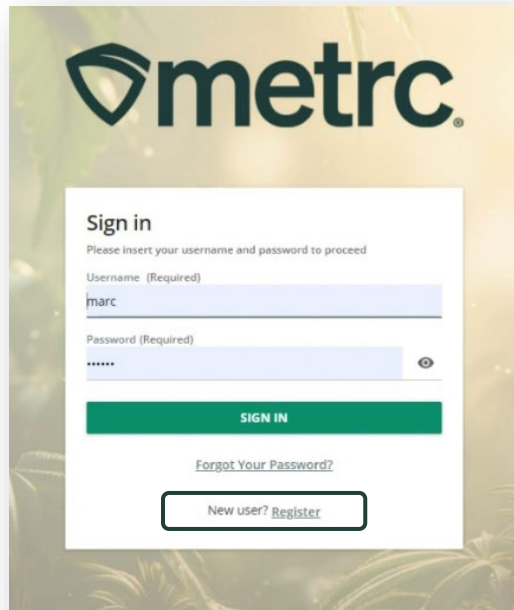 metrc®
Sign in
Please insert your username and password to proceed
Username (Required)
marc
Password (Required)
••••••
SIGN IN
Forgot Your Password?
New user? Register